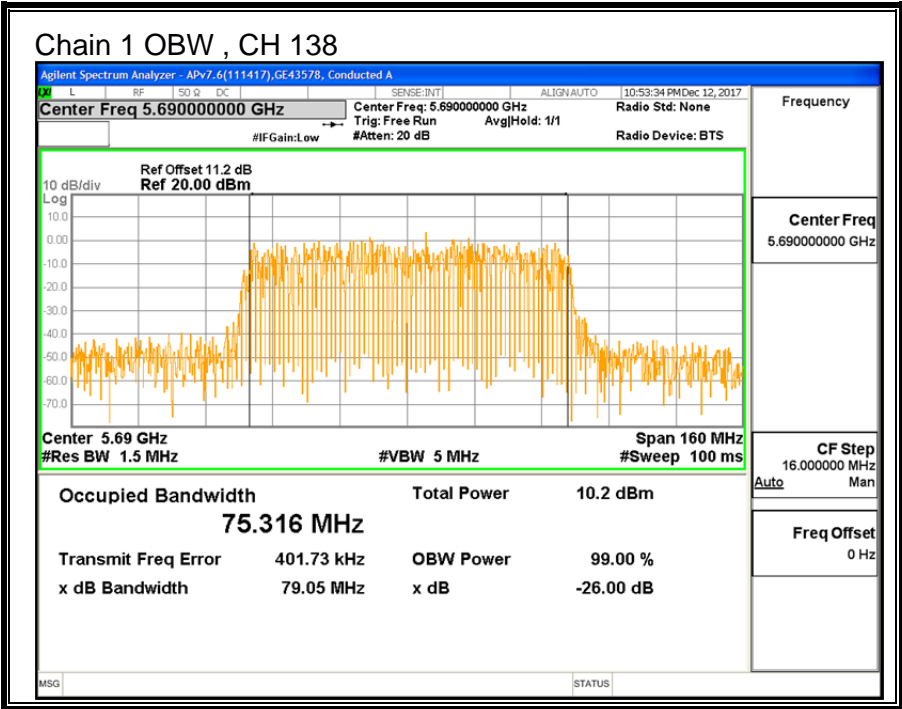 Chain 1 OBW , CH 138
Agilent Spectrum Analyzer - APv7.6(111417),GE43578, Conducted A
LXI L RF 50 Ω DC SENSE:INT ALIGN AUTO 10:53:34 PM Dec 12, 2017
Center Freq 5.690000000 GHz
Center Freq: 5.690000000 GHz
Radio Std: None
Trig: Free Run Avg|Hold: 1/1
#IFGain:Low
#Atten: 20 dB
Radio Device: BTS
Ref Offset 11.2 dB
10 dB/div Ref 20.00 dBm
Log
10.0
0.00
-10.0
-20.0
-30.0
-40.0
-50.0
-60.0
-70.0
Center 5.69 GHz Span 160 MHz
#Res BW 1.5 MHz #VBW 5 MHz #Sweep 100 ms
Occupied Bandwidth Total Power 10.2 dBm
75.316 MHz
Transmit Freq Error 401.73 kHz OBW Power 99.00 %
x dB Bandwidth 79.05 MHz x dB -26.00 dB
MSG STATUS
Frequency
Center Freq
5.690000000 GHz
CF Step
16.000000 MHz
Auto Man
Freq Offset
0 Hz